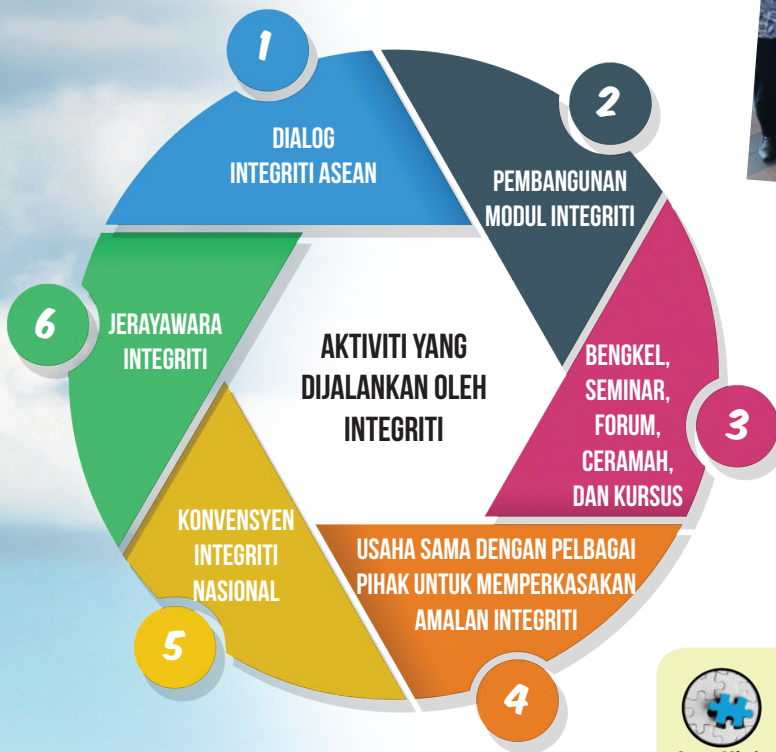 1
DIALOG
INTEGRITI ASEAN
2
PEMBANGUNAN
MODUL INTEGRITI
3
BENGKEL,
SEMINAR,
FORUM,
CERAMAH,
DAN KURSUS
4
USAHA SAMA DENGAN PELBAGAI
PIHAK UNTUK MEMPERKASAKAN
AMALAN INTEGRITI
5
KONVENSYEN
INTEGRITI
NASIONAL
6
JERAYAWARA
INTEGRITI
AKTIVITI YANG
DIJALANKAN OLEH
INTEGRITI